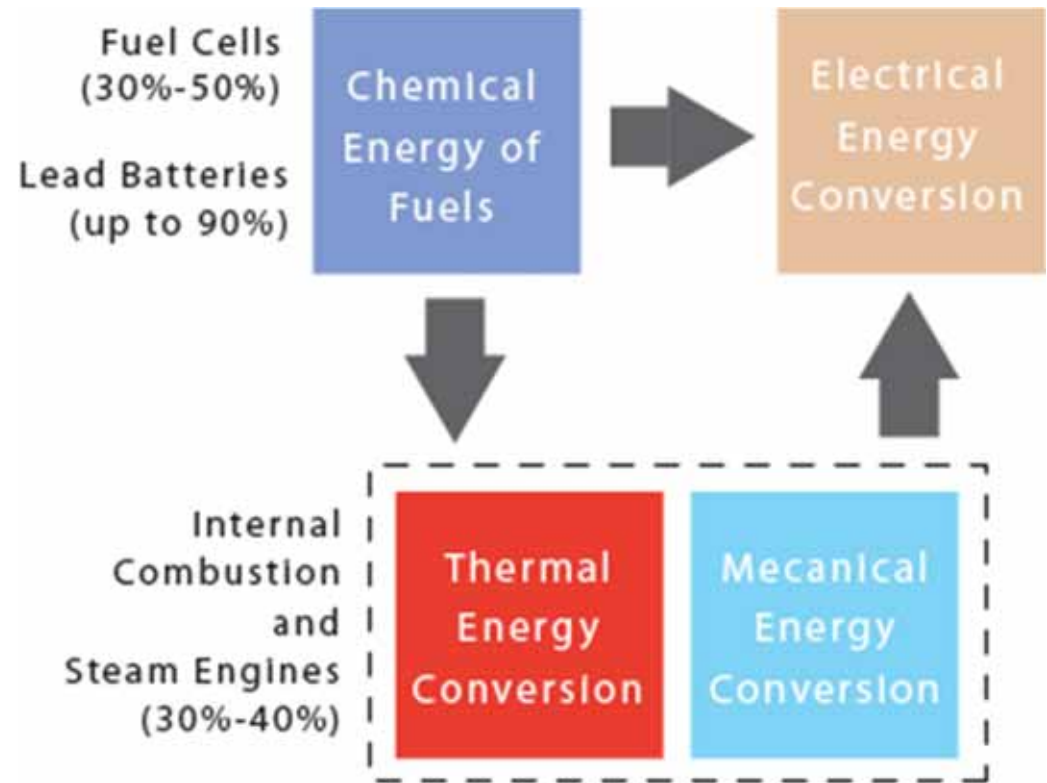 Fuel Cells
(30%-50%)
Lead Batteries
(up to 90%)
Chemical
Energy of
Fuels
Electrical
Energy
Conversion
Internal
Combustion
and
Steam Engines
(30%-40%)
Thermal
Energy
Conversion
Mecanical
Energy
Conversion